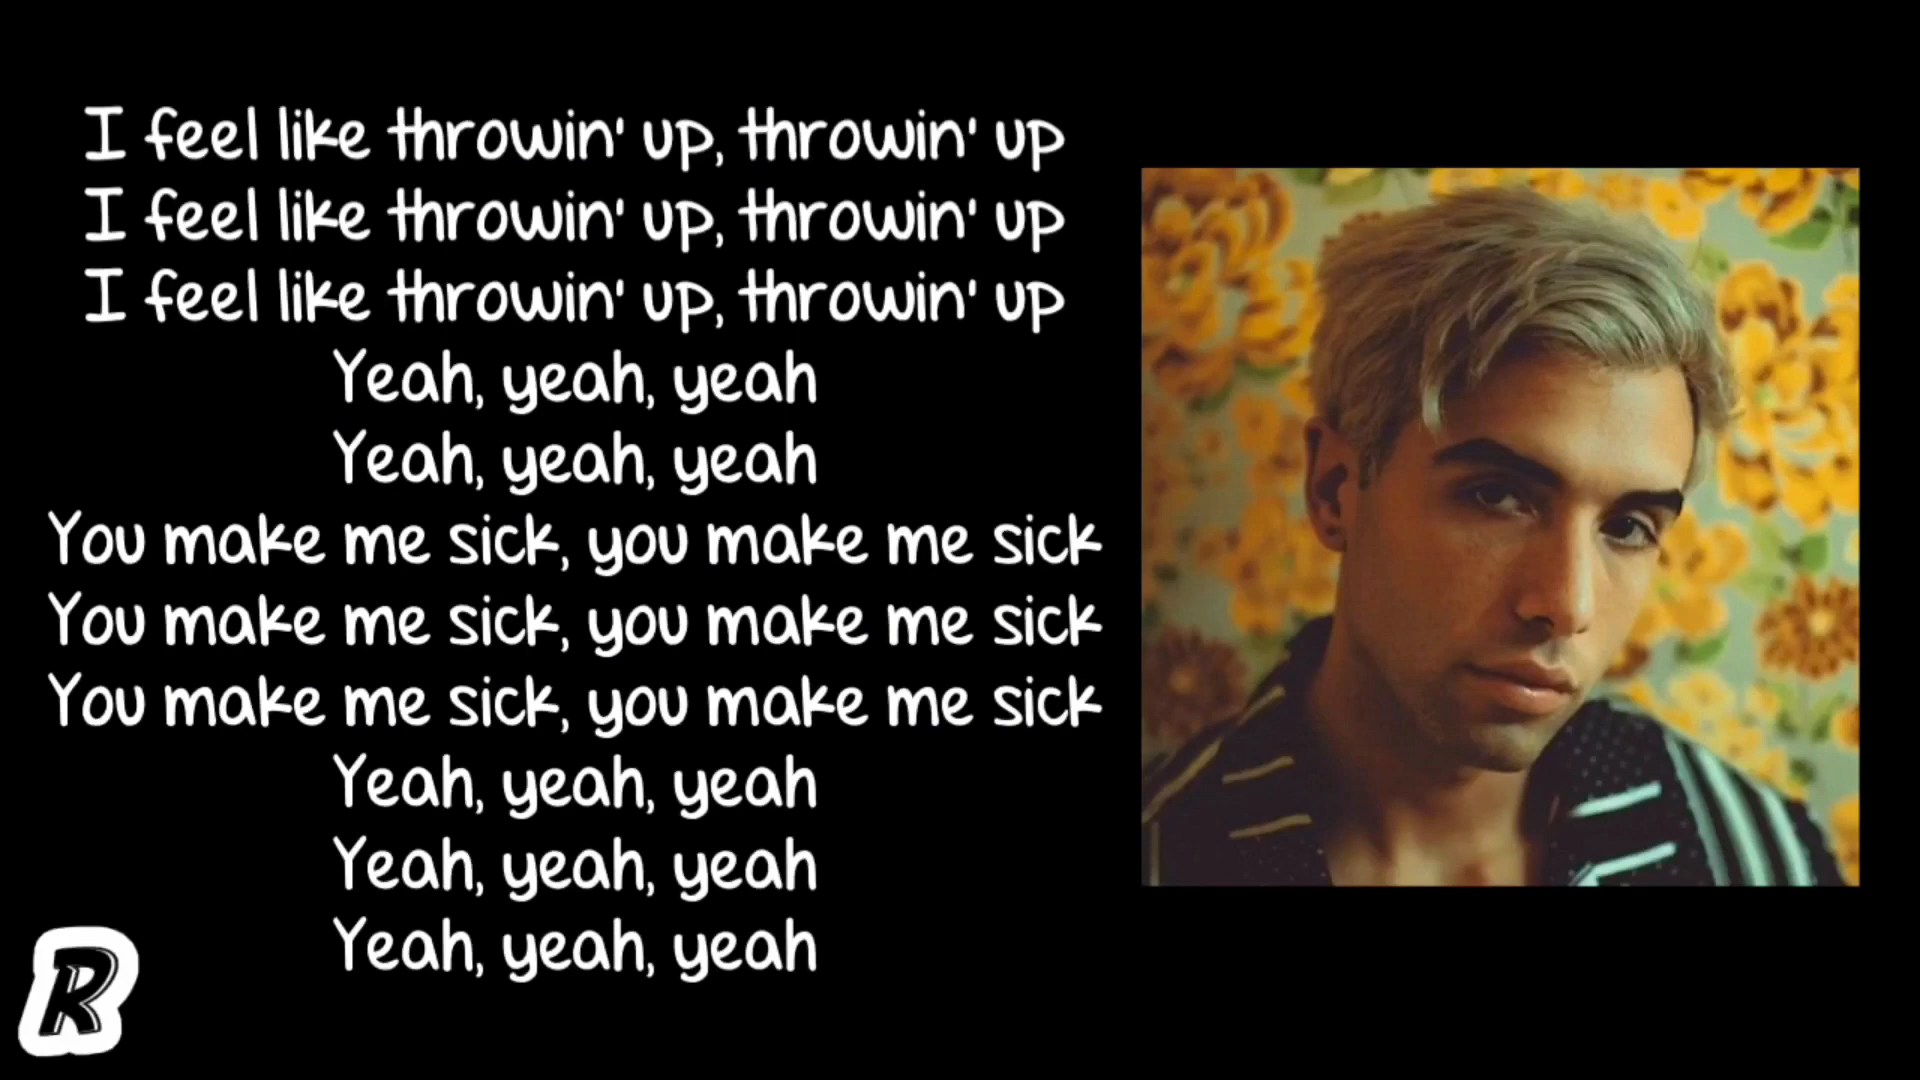 I feel like throwin' up, throwin' up
I feel like throwin' up, throwin' up
I feel like throwin' up, throwin' up
Yeah, yeah, yeah
Yeah, yeah, yeah
You make me sick, you make me sick
You make me sick, you make me sick
You make me sick, you make me sick
Yeah, yeah, yeah
Yeah, yeah, yeah
Yeah, yeah, yeah
R